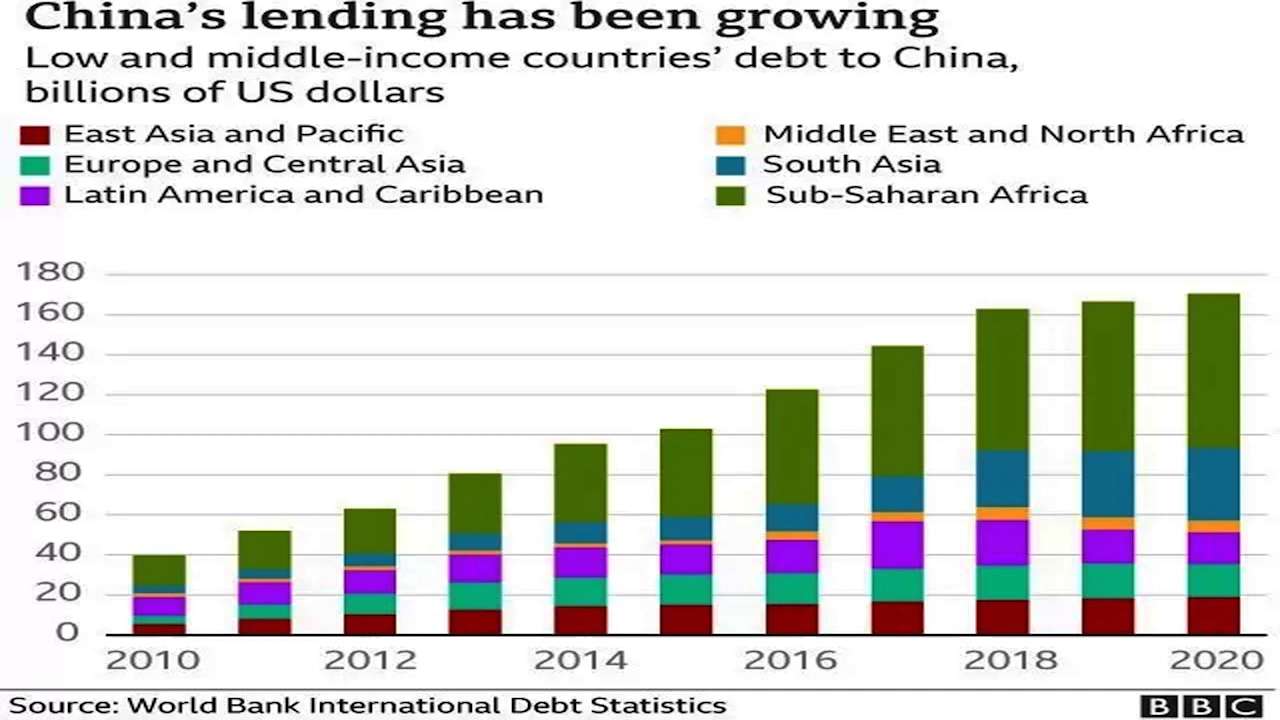 China's lending has been growing
Low and middle-income countries' debt to China,
billions of US dollars
East Asia and Pacific
Middle East and North Africa
Europe and Central Asia
South Asia
Latin America and Caribbean
Sub-Saharan Africa
180
160
140
120
100
80
60
40
20
0
2010 2012 2014 2016 2018 2020
Source: World Bank International Debt Statistics
BBC